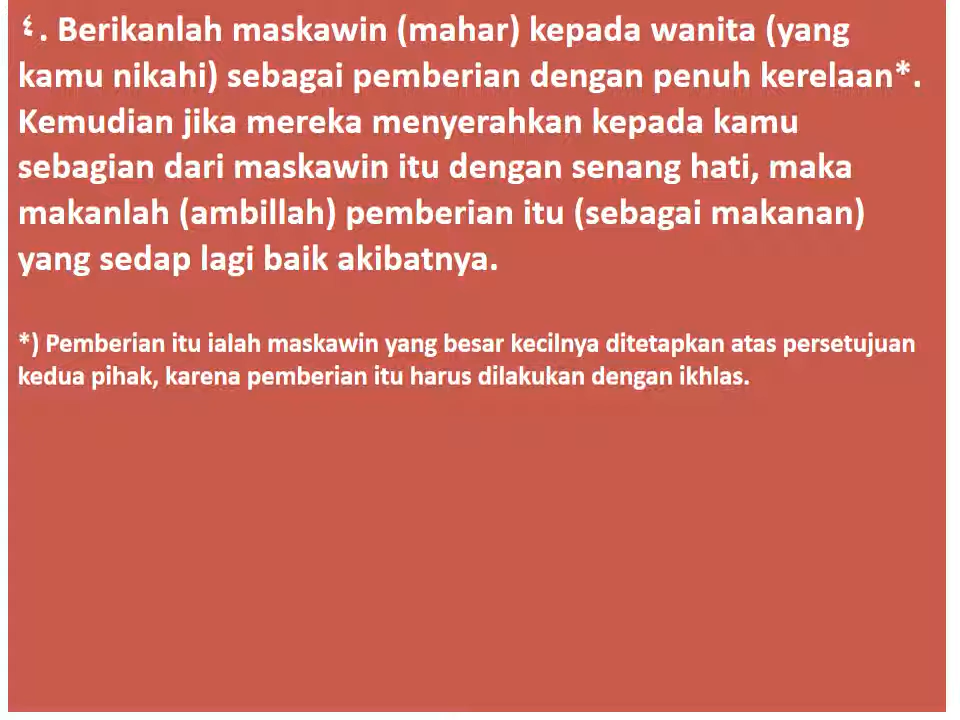 ٤. Berikanlah maskawin (mahar) kepada wanita (yang
kamu nikahi) sebagai pemberian dengan penuh kerelaan*.
Kemudian jika mereka menyerahkan kepada kamu
sebagian dari maskawin itu dengan senang hati, maka
makanlah (ambillah) pemberian itu (sebagai makanan)
yang sedap lagi baik akibatnya.
*) Pemberian itu ialah maskawin yang besar kecilnya ditetapkan atas persetujuan
kedua pihak, karena pemberian itu harus dilakukan dengan ikhlas.